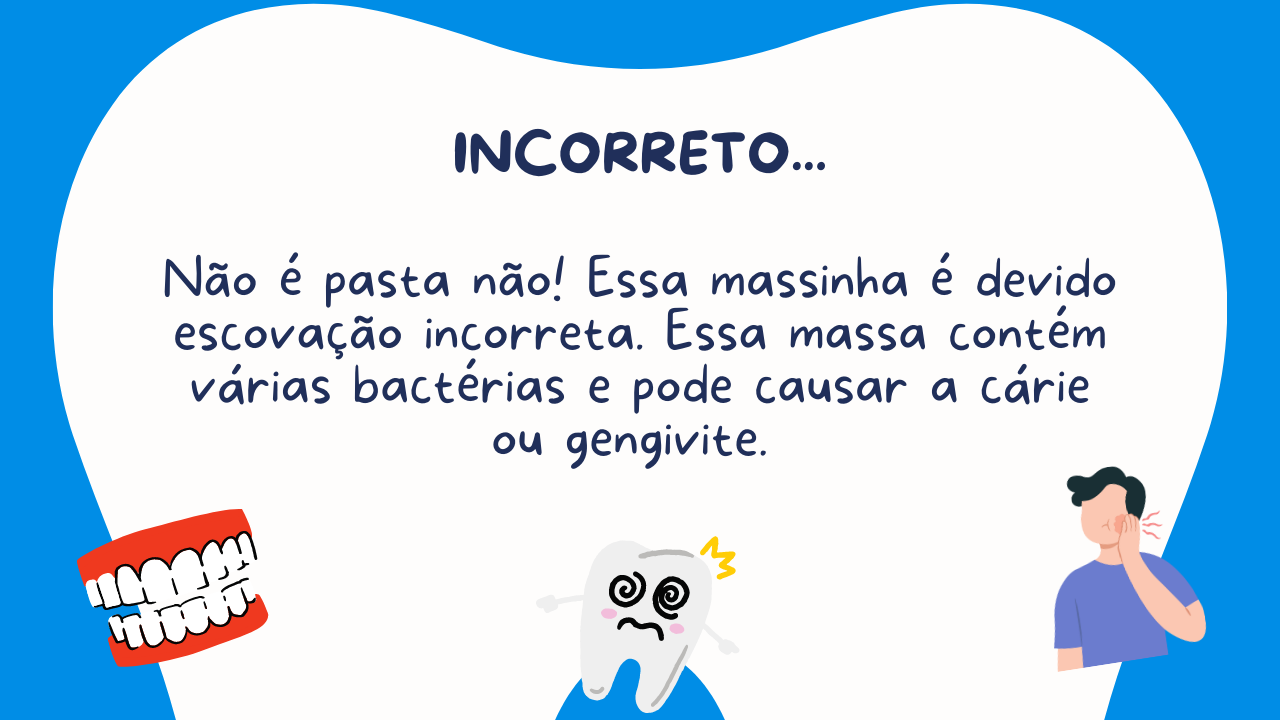 INCORRETO...
Não é pasta não! Essa massinha é devido
escovação incorreta. Essa massa contém
várias bactérias e pode causar a cárie
ou gengivite.